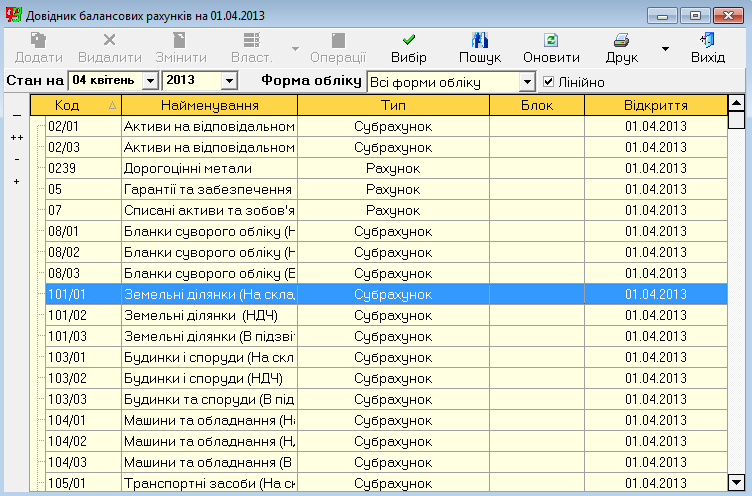 Довідник балансових рахунків на 01.04.2013
Додати Видалити Змінити Власт. Операції Вибір Пошук Оновити Друк Вихід
Стан на 04 квітень 2013 Форма обліку Всі форми обліку Лінійно
Код Найменування Тип Блок Відкриття
02/01 Активи на відповідальном Субрахунок 01.04.2013
02/03 Активи на відповідальном Субрахунок 01.04.2013
0239 Дорогоцінні метали Рахунок 01.04.2013
05 Гарантії та забезпечення Рахунок 01.04.2013
07 Списані активи та зобов'я Рахунок 01.04.2013
08/01 Бланки суворого обліку (Н Субрахунок 01.04.2013
08/02 Бланки суворого обліку (Н Субрахунок 01.04.2013
08/03 Бланки суворого обліку (В Субрахунок 01.04.2013
101/01 Земельні ділянки (На скла Субрахунок 01.04.2013
101/02 Земельні ділянки (НДЧ) Субрахунок 01.04.2013
101/03 Земельні ділянки (В підзвіт Субрахунок 01.04.2013
103/01 Будинки і споруди (На скл Субрахунок 01.04.2013
103/02 Будинки і споруди (НДЧ) Субрахунок 01.04.2013
103/03 Будинки та споруди (В під Субрахунок 01.04.2013
104/01 Машини та обладнання (На Субрахунок 01.04.2013
104/02 Машини та обладнання (НД Субрахунок 01.04.2013
104/03 Машини та обладнання (В Субрахунок 01.04.2013
105/01 Транспортні засоби (На ск Субрахунок 01.04.2013